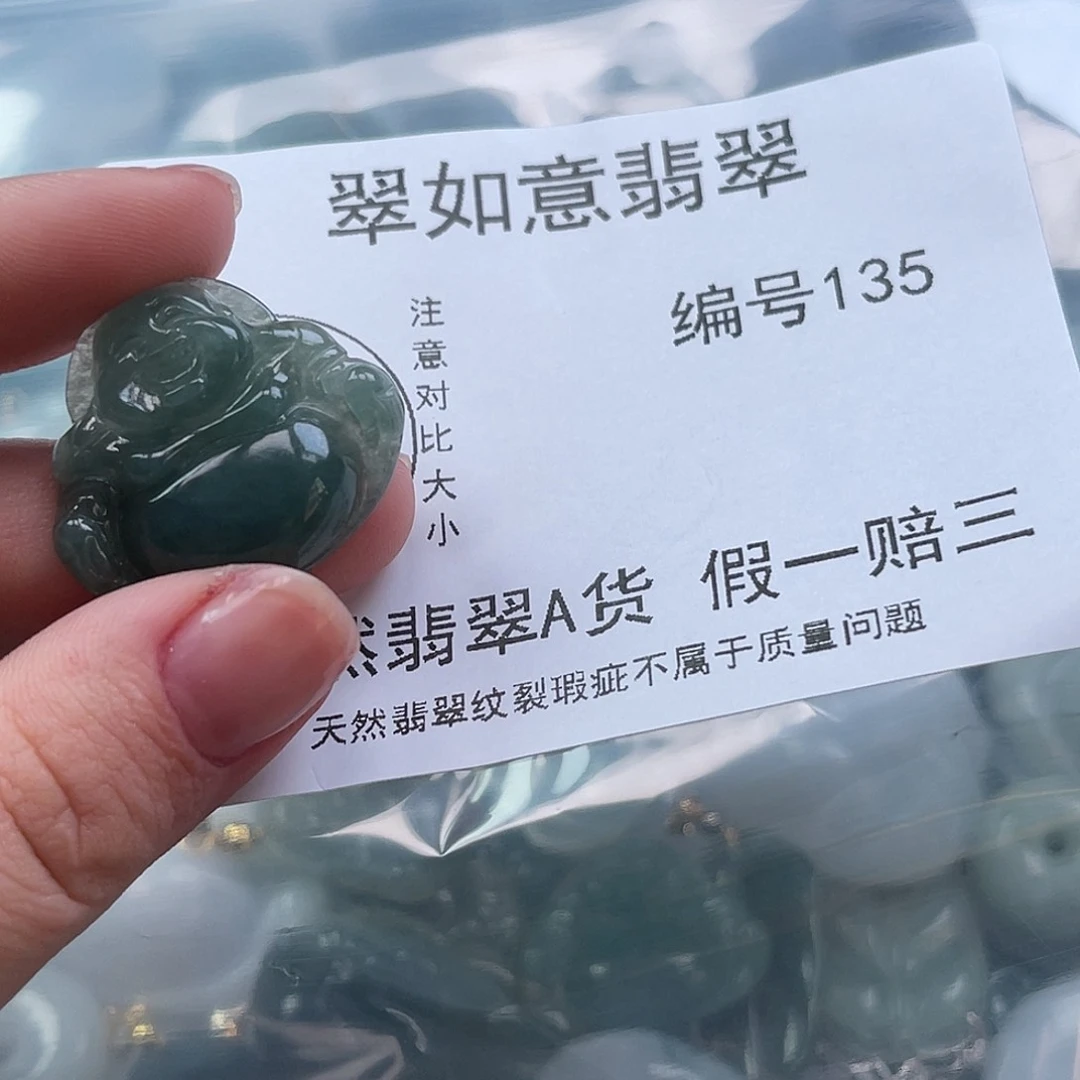 翠如意翡翠
编号135
注意对比大小
然翡翠A货 假一赔三
天然翡翠纹裂瑕疵不属于质量问题